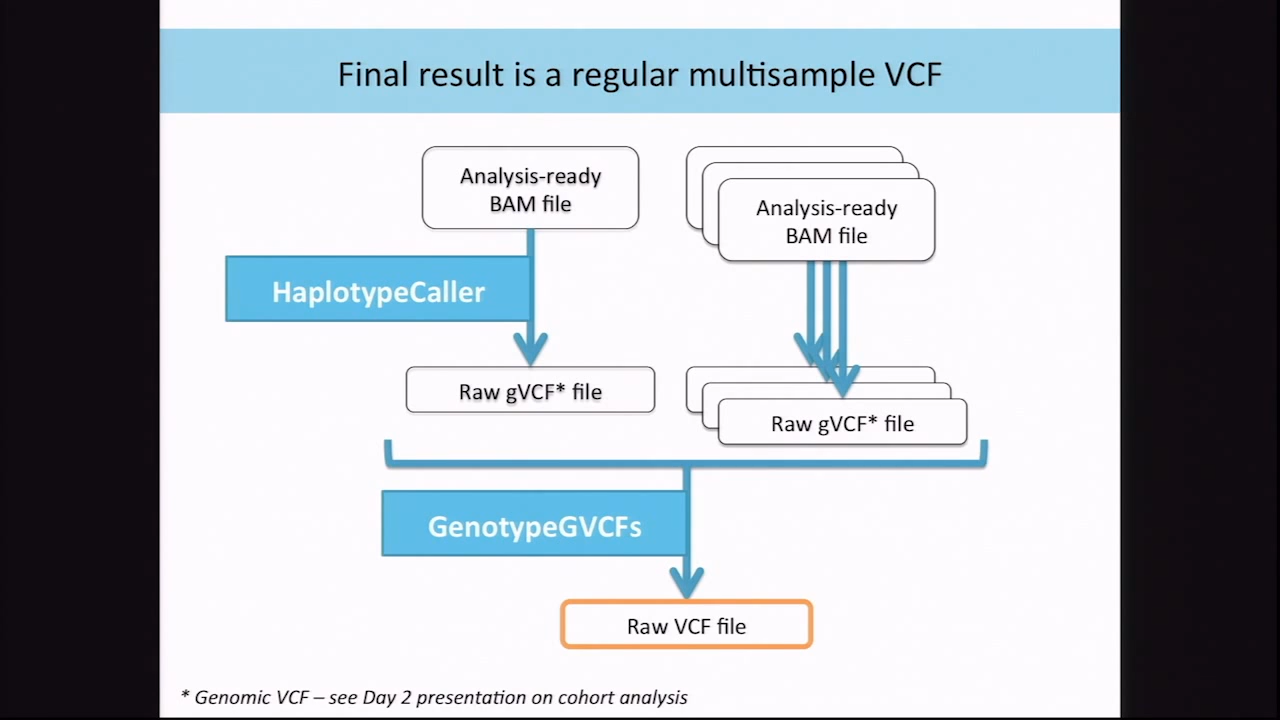 Final result is a regular multisample VCF
Analysis-ready
BAM file
Analysis-ready
BAM file
HaplotypeCaller
Raw gVCF* file
Raw gVCF* file
GenotypeGVCFs
Raw VCF file
* Genomic VCF – see Day 2 presentation on cohort analysis